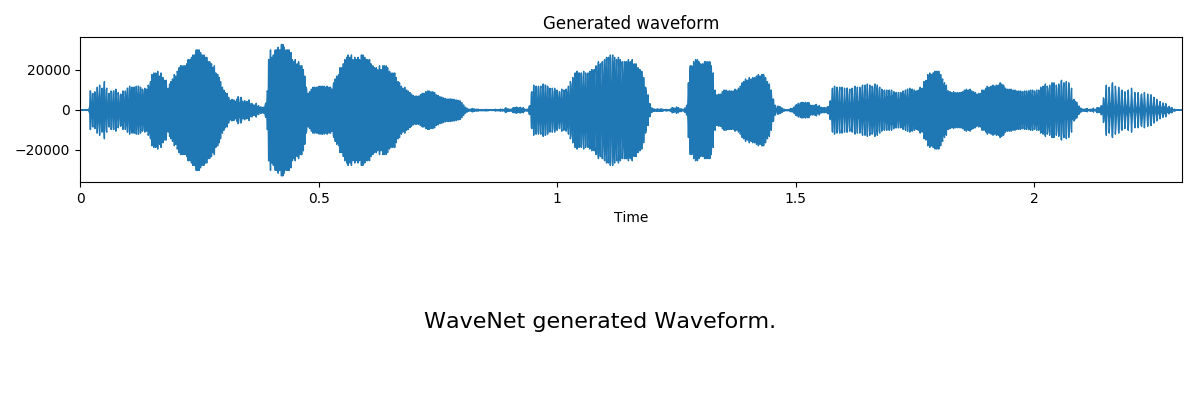 Generated waveform
20000
0
−20000
0 0.5 1 1.5 2
Time
WaveNet generated Waveform.